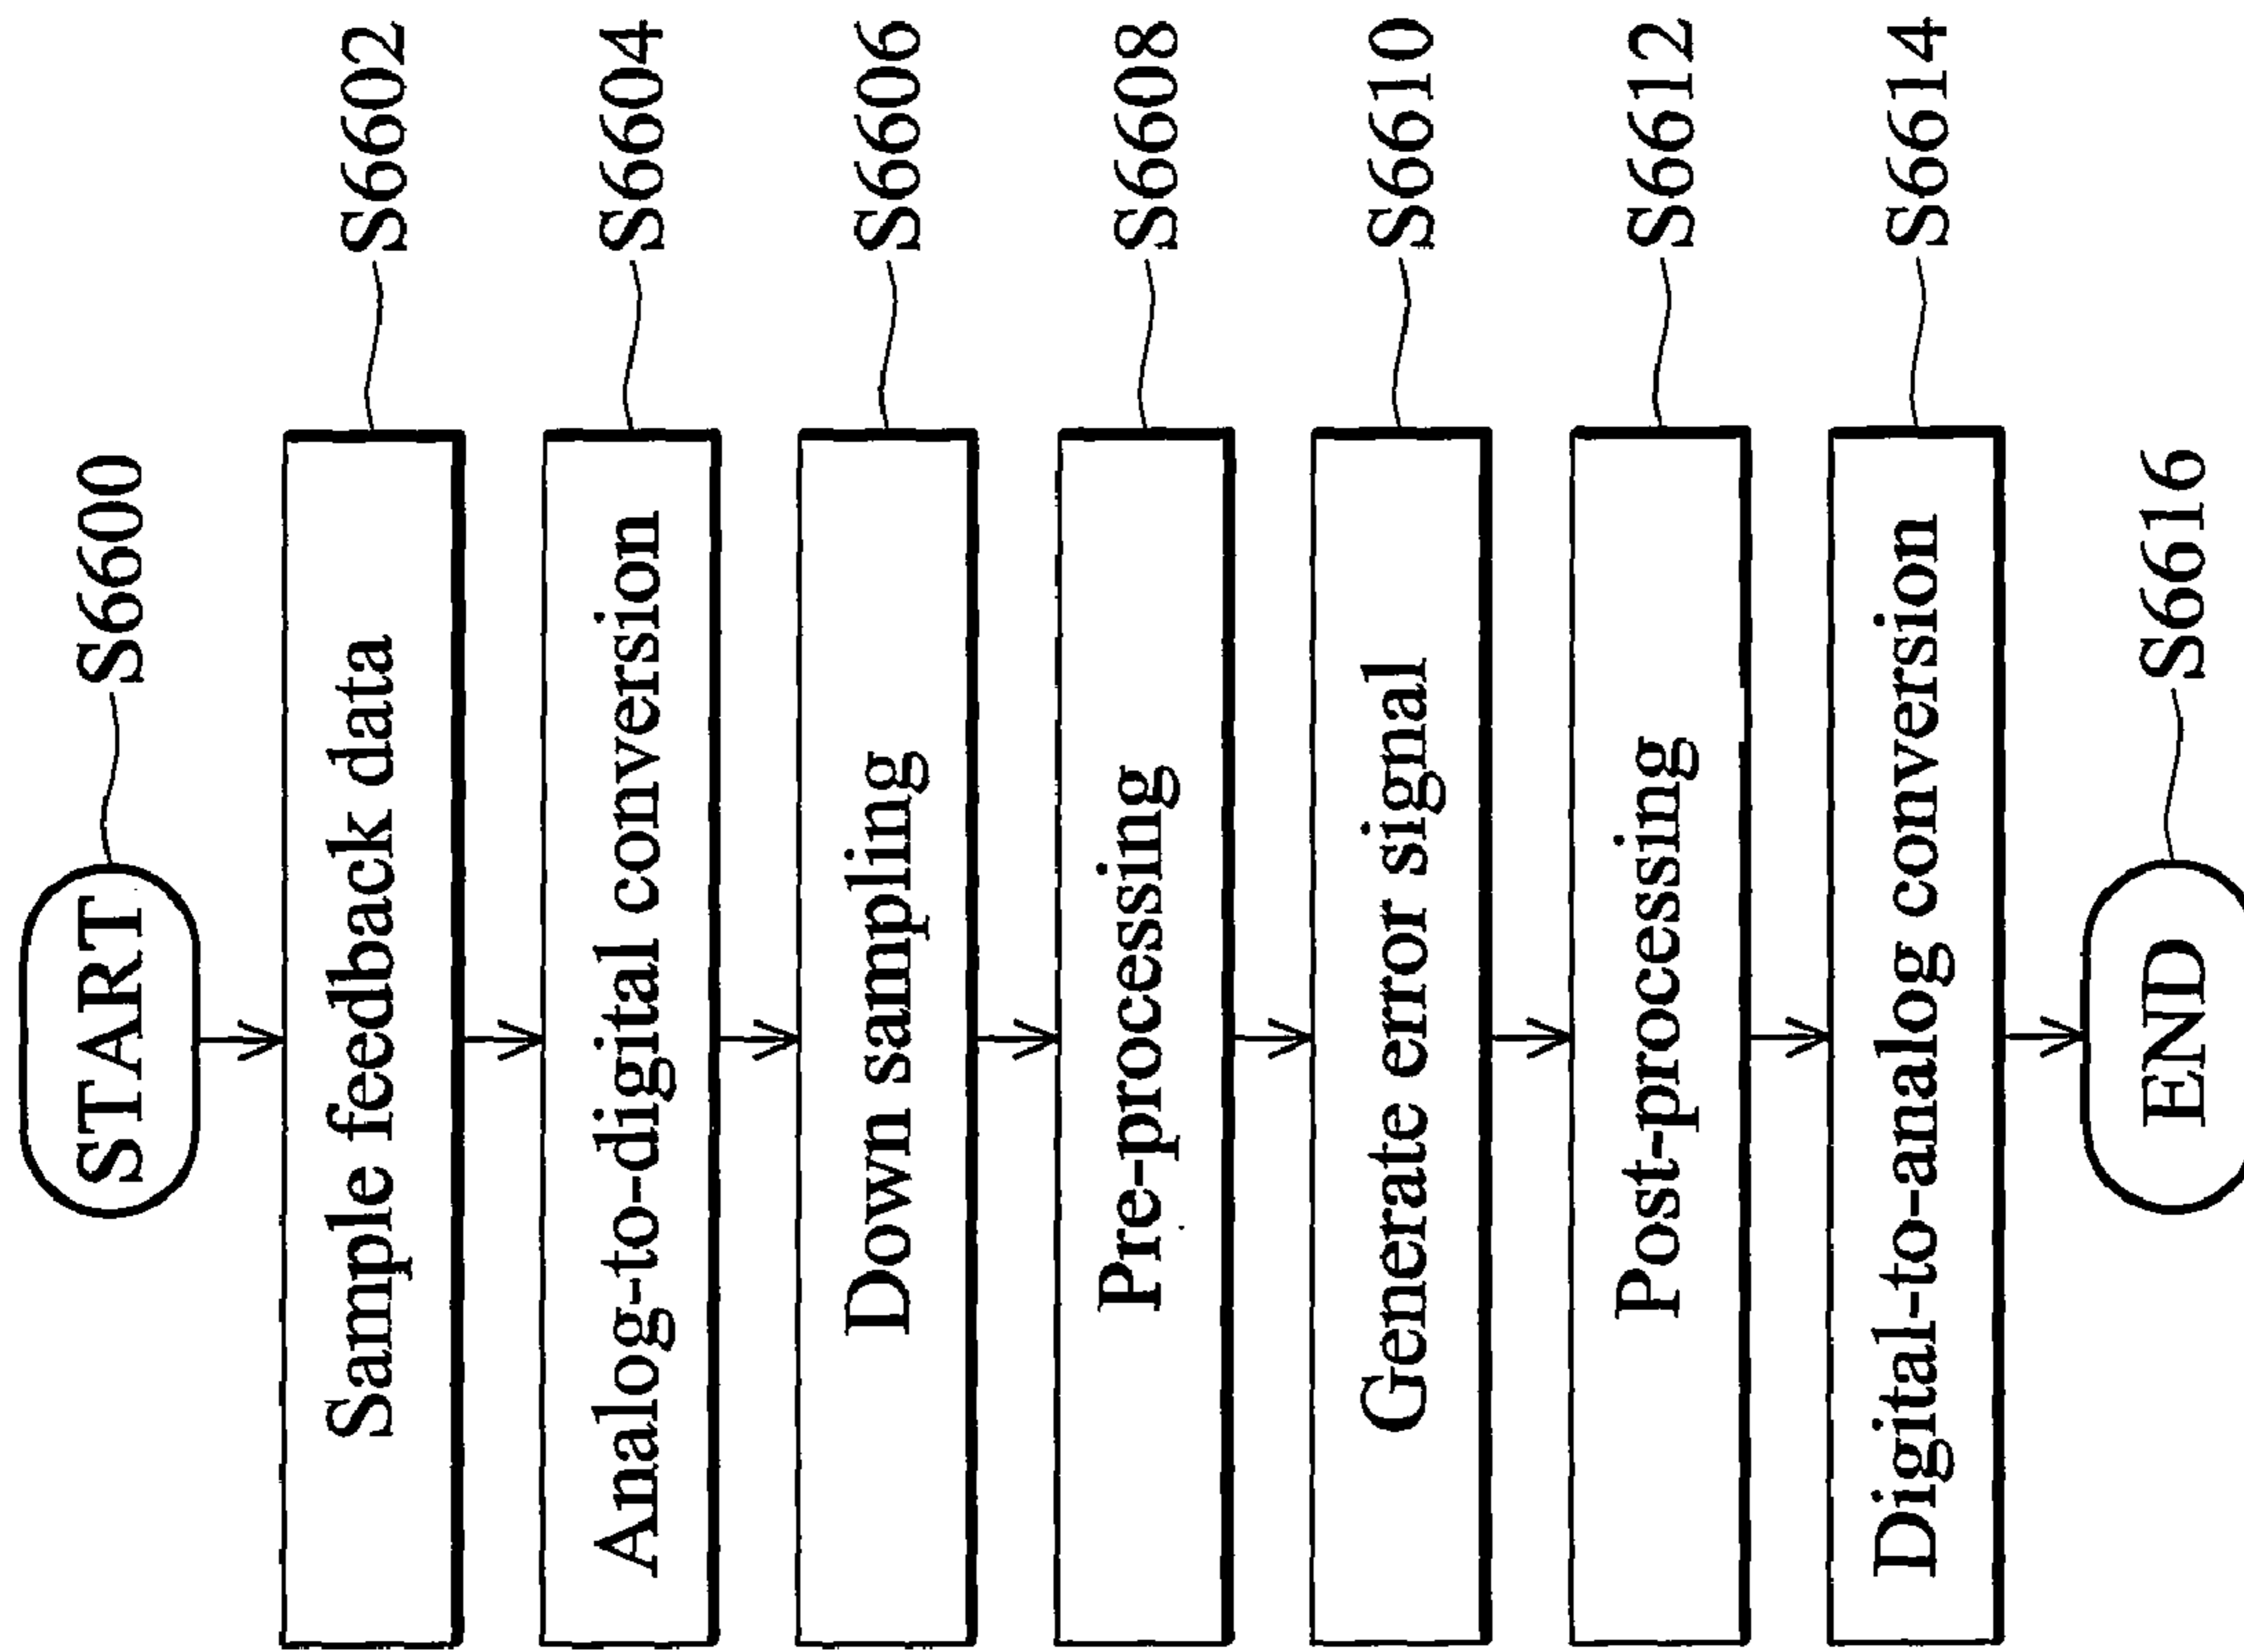 START
S6600
Sample feedback data
S6602
Analog-to-digital conversion
S6604
Down sampling
S6606
Pre-processing
S6608
Generate error signal
S6610
Post-processing
S6612
Digital-to-analog conversion
S6614
END
S6616